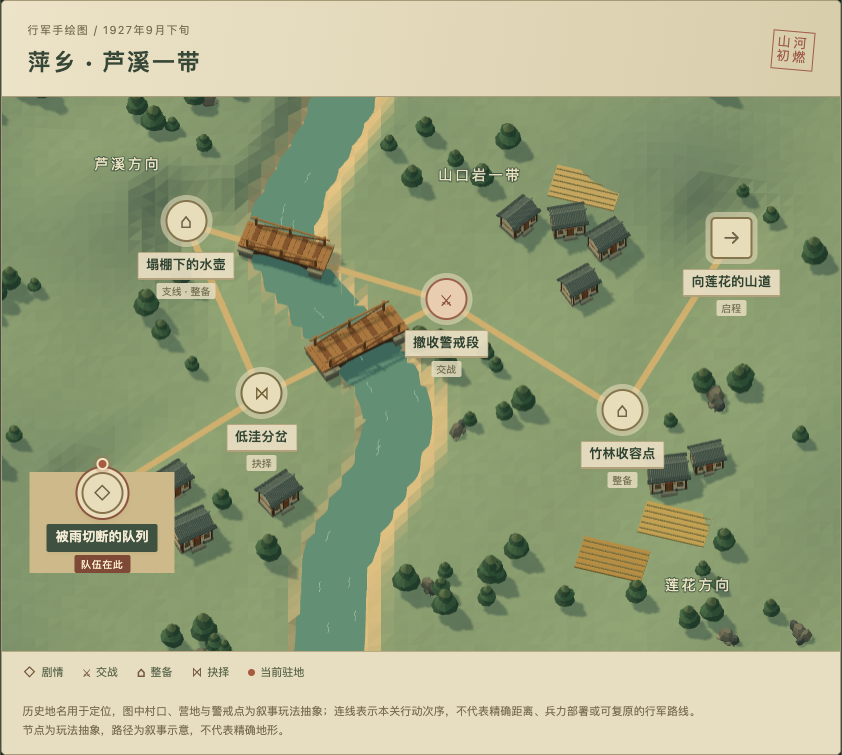 行军手绘图 / 1927年9月下旬
萍乡 · 芦溪一带
山河
初燃
芦溪方向
山口岩一带
塌棚下的水壶
支线 · 整备
向莲花的山道
启程
撤收警戒段
交战
低洼分岔
抉择
竹林收容点
整备
被雨切断的队列
队伍在此
莲花方向
剧情 交战 整备 抉择 当前驻地
历史地名用于定位，图中村口、营地与警戒点为叙事玩法抽象；连线表示本关行动次序，不代表精确距离、兵力部署或可复原的行军路线。
节点为玩法抽象，路径为叙事示意，不代表精确地形。